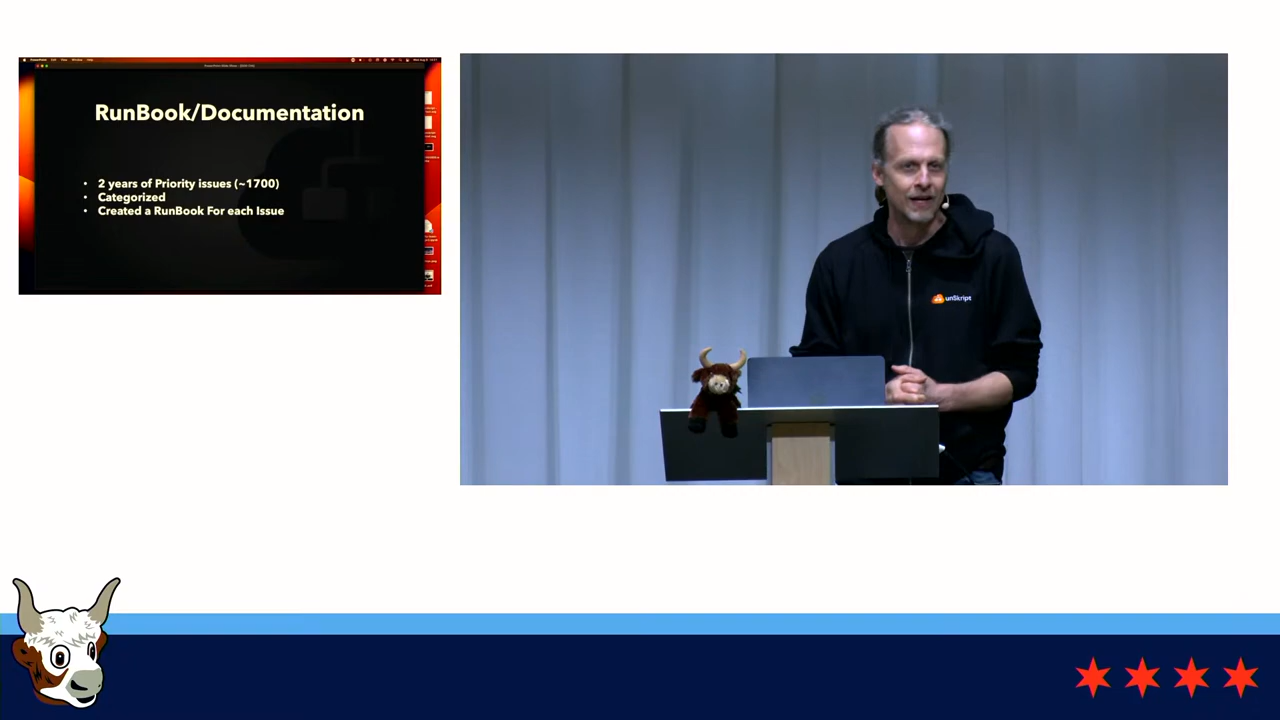 RunBook/Documentation
• 2 years of Priority issues (~1700)
• Categorized
• Created a RunBook For each Issue
unSkript